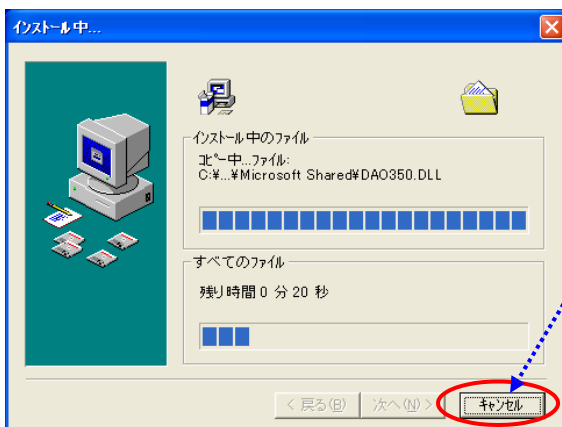 インストール中...
インストール中のファイル
コピー中...ファイル:
C:¥...¥Microsoft Shared¥DAO350.DLL
すべてのファイル
残り時間 0 分 20 秒
< 戻る(B) 次へ(N) > キャンセル